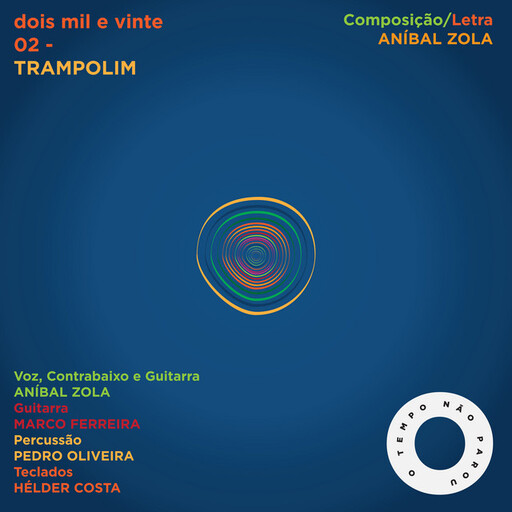 dois mil e vinte
02 -
TRAMPOLIM
Composição/Letra
ANÍBAL ZOLA
Voz, Contrabaixo e Guitarra
ANÍBAL ZOLA
Guitarra
MARCO FERREIRA
Percussão
PEDRO OLIVEIRA
Teclados
HÉLDER COSTA
O TEMPO NÃO PAROU